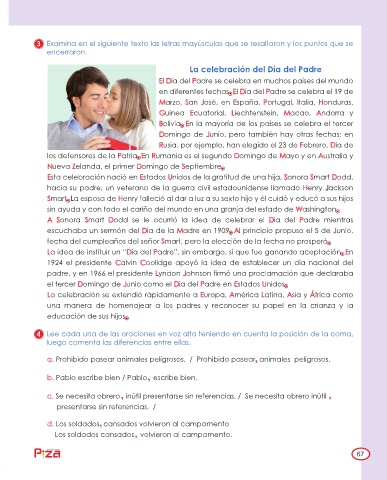 3 Examina en el siguiente texto las letras mayúsculas que se resaltaron y los puntos que se
encerraron.
La celebración del Día del Padre
El Día del Padre se celebra en muchos países del mundo
en diferentes fechas. El Día del Padre se celebra el 19 de
Marzo, San José, en España, Portugal, Italia, Honduras,
Guinea Ecuatorial, Liechtenstein, Macao, Andorra y
Bolivia. En la mayoría de los países se celebra el tercer
Domingo de Junio, pero también hay otras fechas: en
Rusia, por ejemplo, han elegido el 23 de Febrero, Día de
los defensores de la Patria. En Rumania es el segundo Domingo de Mayo y en Australia y
Nueva Zelanda, el primer Domingo de Septiembre.
Esta celebración nació en Estados Unidos de la gratitud de una hija, Sonora Smart Dodd,
hacia su padre, un veterano de la guerra civil estadounidense llamado Henry Jackson
Smart. La esposa de Henry falleció al dar a luz a su sexto hijo y él cuidó y educó a sus hijos
sin ayuda y con todo el cariño del mundo en una granja del estado de Washington.
A Sonora Smart Dodd se le ocurrió la idea de celebrar el Día del Padre mientras
escuchaba un sermón del Día de la Madre en 1909. Al principio propuso el 5 de Junio,
fecha del cumpleaños del señor Smart, pero la elección de la fecha no prosperó.
La idea de instituir un “Día del Padre”, sin embargo, sí que fue ganando aceptación. En
1924 el presidente Calvin Coolidge apoyó la idea de establecer un día nacional del
padre, y en 1966 el presidente Lyndon Johnson firmó una proclamación que declaraba
el tercer Domingo de Junio como el Día del Padre en Estados Unidos.
La celebración se extendió rápidamente a Europa, América Latina, Asia y África como
una manera de homenajear a los padres y reconocer su papel en la crianza y la
educación de sus hijos.
4 Lee cada una de las oraciones en voz alta teniendo en cuenta la posición de la coma,
luego comenta las diferencias entre ellas.
a. Prohibido pasear animales peligrosos. / Prohibido pasear, animales peligrosos.
b. Pablo escribe bien / Pablo, escribe bien.
c. Se necesita obrero, inútil presentarse sin referencias. / Se necesita obrero inútil ,
presentarse sin referencias. /
d. Los soldados, cansados volvieron al campamento
Los soldados cansados, volvieron al campamento.
Piza
67